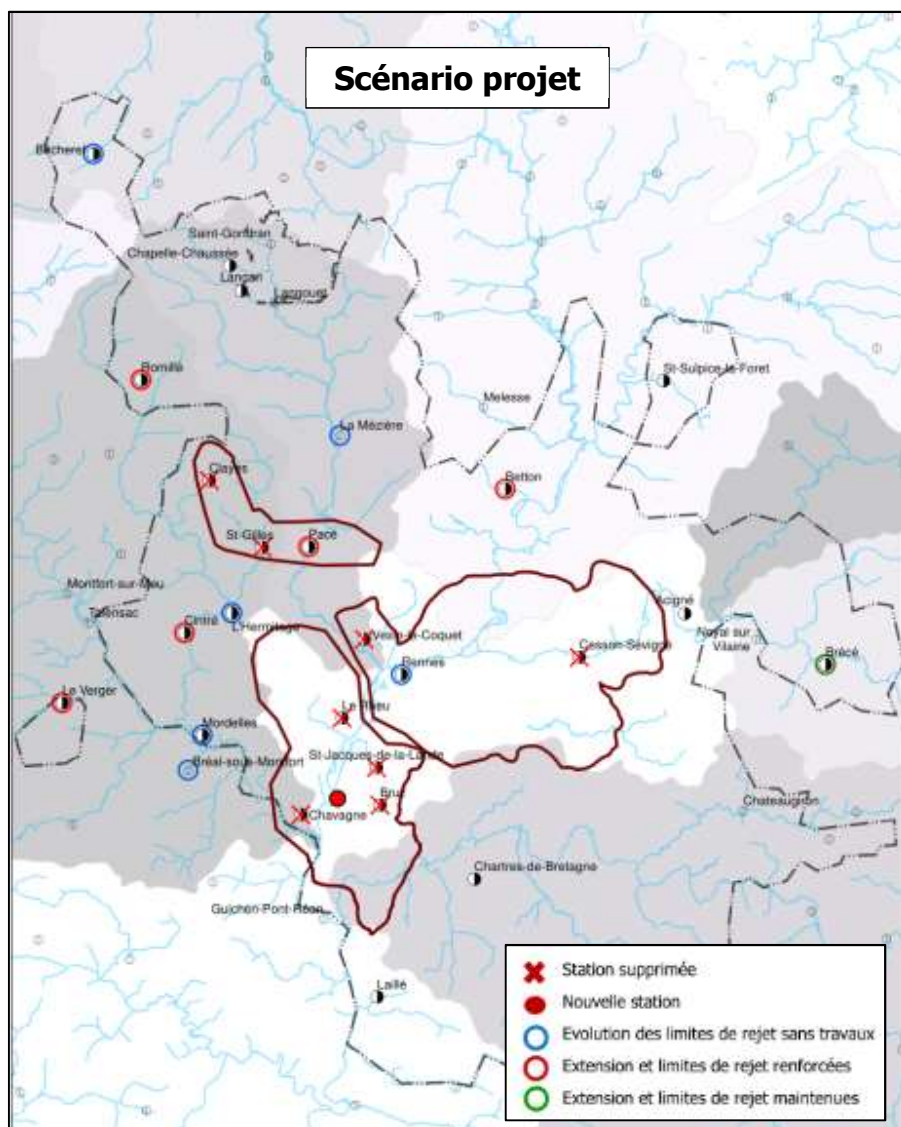 Scénario projet
Bécherel
Saint-Gondran
Chapelle-Chaussée
Langan
Langouet
Romillé
St-Sulpice-la-Foret
Melesse
La Mézière
Clayes
Betton
St-Gilles
Pacé
Montfort-sur-Meu
Talensac
Cintré
L'Hermitage
Acigné
Noyal sur
Vilaine
Vezin-le-Coquet
Cesson-Sévigné
Brécé
Rennes
Le Verger
Le Rheu
Mordelles
St-Jacques-de-la-Lande
Bréal-sous-Montfort
Bruz
Chavagne
Chateaugiron
Chartres-de-Bretagne
Guichen-Pont-Réan
Laillé
Station supprimée
Nouvelle station
Evolution des limites de rejet sans travaux
Extension et limites de rejet renforcées
Extension et limites de rejet maintenues